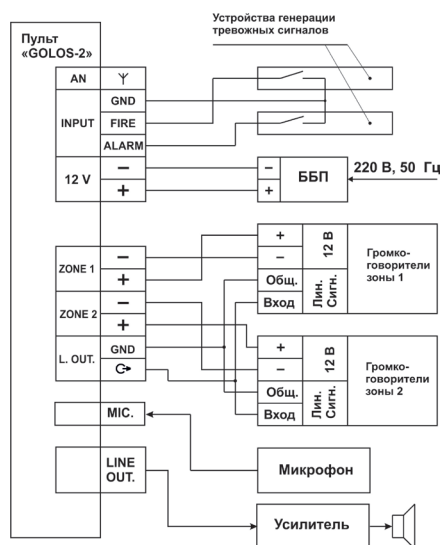 Устройства генерации
тревожных сигналов
Пульт
«GOLOS-2»
AN
INPUT
GND
FIRE
ALARM
12 V
–
+
–
+
ББП
220 В, 50 Гц
ZONE 1
–
+
ZONE 2
–
+
L. OUT.
GND
+
–
12 В
Общ.
Вход
Лин.
Сигн.
Громко-
говорители
зоны 1
+
–
12 В
Общ.
Вход
Лин.
Сигн.
Громко-
говорители
зоны 2
MIC.
Микрофон
LINE
OUT.
Усилитель